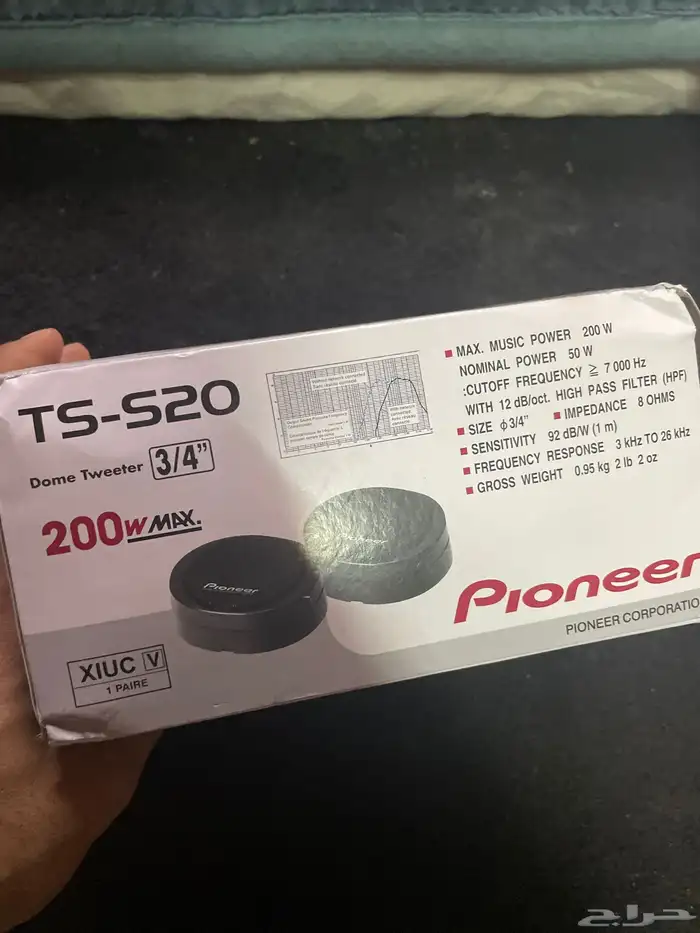 TS-S20
Dome Tweeter 3/4"
200W MAX.
Pioneer
XIUC V
1 PAIRE
MAX. MUSIC POWER 200 W
NOMINAL POWER 50 W
:CUTOFF FREQUENCY ≧ 7 000 Hz
WITH 12 dB/oct. HIGH PASS FILTER (HPF)
SIZE ϕ3/4" IMPEDANCE 8 OHMS
SENSITIVITY 92 dB/W (1 m)
FREQUENCY RESPONSE 3 kHz TO 26 kHz
GROSS WEIGHT 0.95 kg 2 lb 2 oz
Pioneer
PIONEER CORPORATIO
حراج